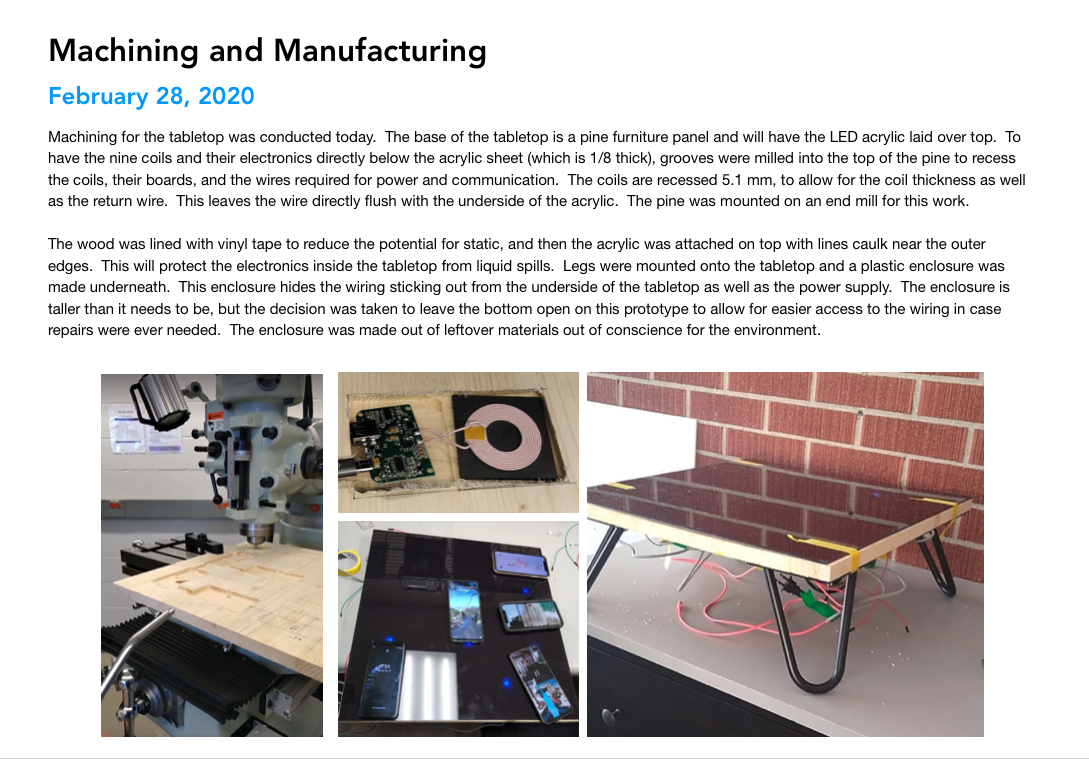 Machining and Manufacturing
February 28, 2020
Machining for the tabletop was conducted today.  The base of the tabletop is a pine furniture panel and will have the LED acrylic laid over top.  To
have the nine coils and their electronics directly below the acrylic sheet (which is 1/8 thick), grooves were milled into the top of the pine to recess
the coils, their boards, and the wires required for power and communication.  The coils are recessed 5.1 mm, to allow for the coil thickness as well
as the return wire.  This leaves the wire directly flush with the underside of the acrylic.  The pine was mounted on an end mill for this work.
The wood was lined with vinyl tape to reduce the potential for static, and then the acrylic was attached on top with lines caulk near the outer
edges.  This will protect the electronics inside the tabletop from liquid spills.  Legs were mounted onto the tabletop and a plastic enclosure was
made underneath.  This enclosure hides the wiring sticking out from the underside of the tabletop as well as the power supply.  The enclosure is
taller than it needs to be, but the decision was taken to leave the bottom open on this prototype to allow for easier access to the wiring in case
repairs were ever needed.  The enclosure was made out of leftover materials out of conscience for the environment.